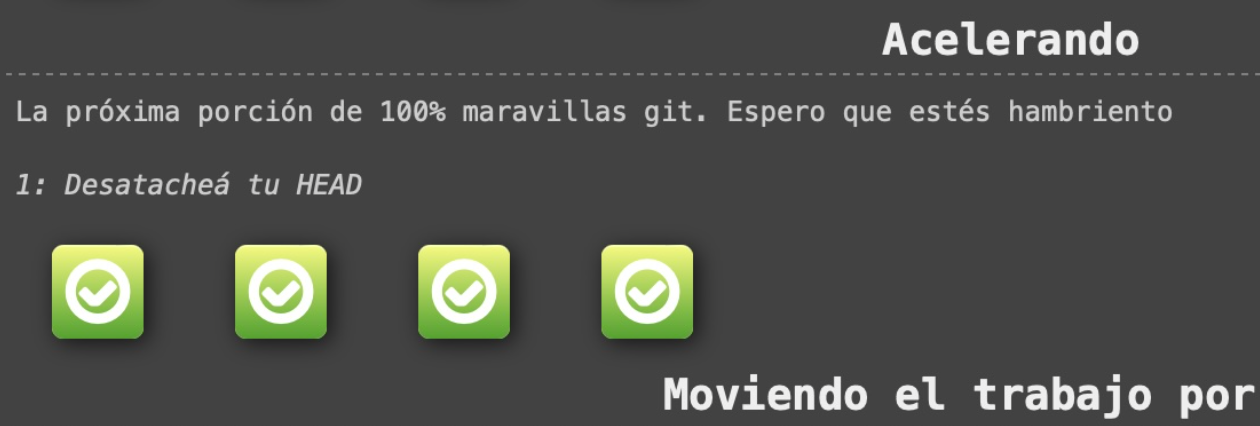 Acelerando
La próxima porción de 100% maravillas git. Espero que estés hambriento
1: Desatacheá tu HEAD
Moviendo el trabajo por